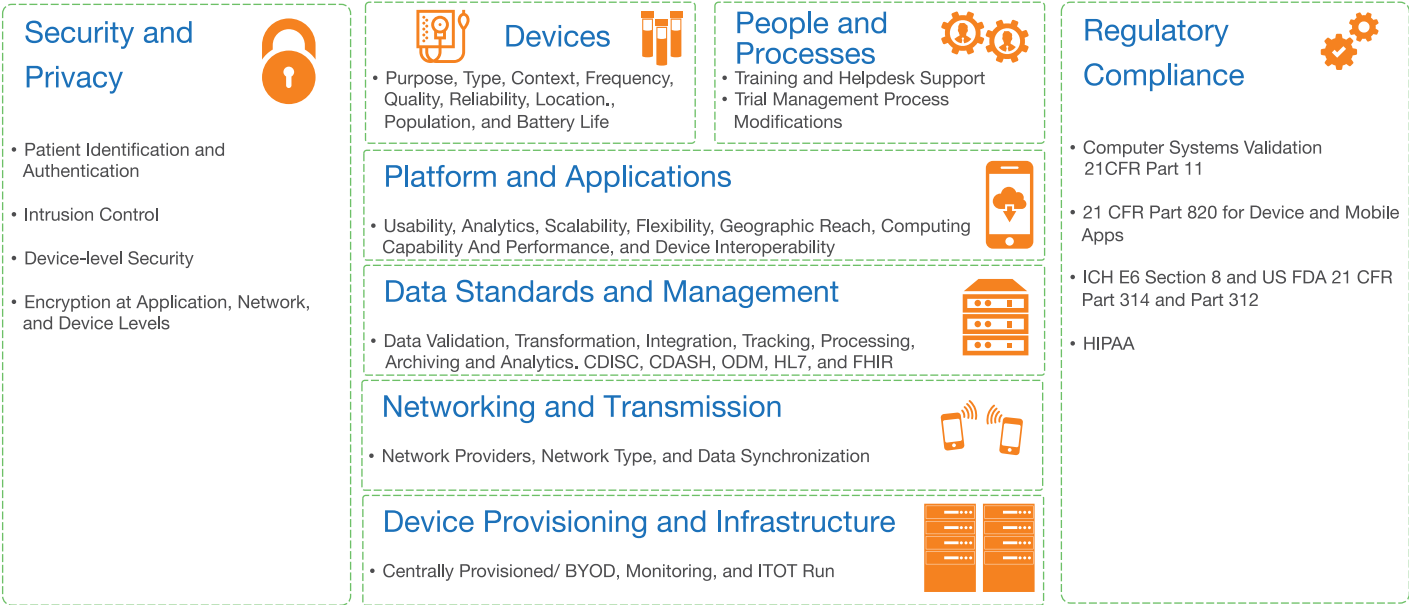 Security and
Privacy
• Patient Identification and
Authentication
• Intrusion Control
• Device-level Security
• Encryption at Application, Network,
and Device Levels
Devices
• Purpose, Type, Context, Frequency,
Quality, Reliability, Location.,
Population, and Battery Life
People and
Processes
• Training and Helpdesk Support
• Trial Management Process
Modifications
Platform and Applications
• Usability, Analytics, Scalability, Flexibility, Geographic Reach, Computing
Capability And Performance, and Device Interoperability
Data Standards and Management
• Data Validation, Transformation, Integration, Tracking, Processing,
Archiving and Analytics. CDISC, CDASH, ODM, HL7, and FHIR
Networking and Transmission
• Network Providers, Network Type, and Data Synchronization
Device Provisioning and Infrastructure
• Centrally Provisioned/ BYOD, Monitoring, and ITOT Run
Regulatory
Compliance
• Computer Systems Validation
21CFR Part 11
• 21 CFR Part 820 for Device and Mobile
Apps
• ICH E6 Section 8 and US FDA 21 CFR
Part 314 and Part 312
• HIPAA